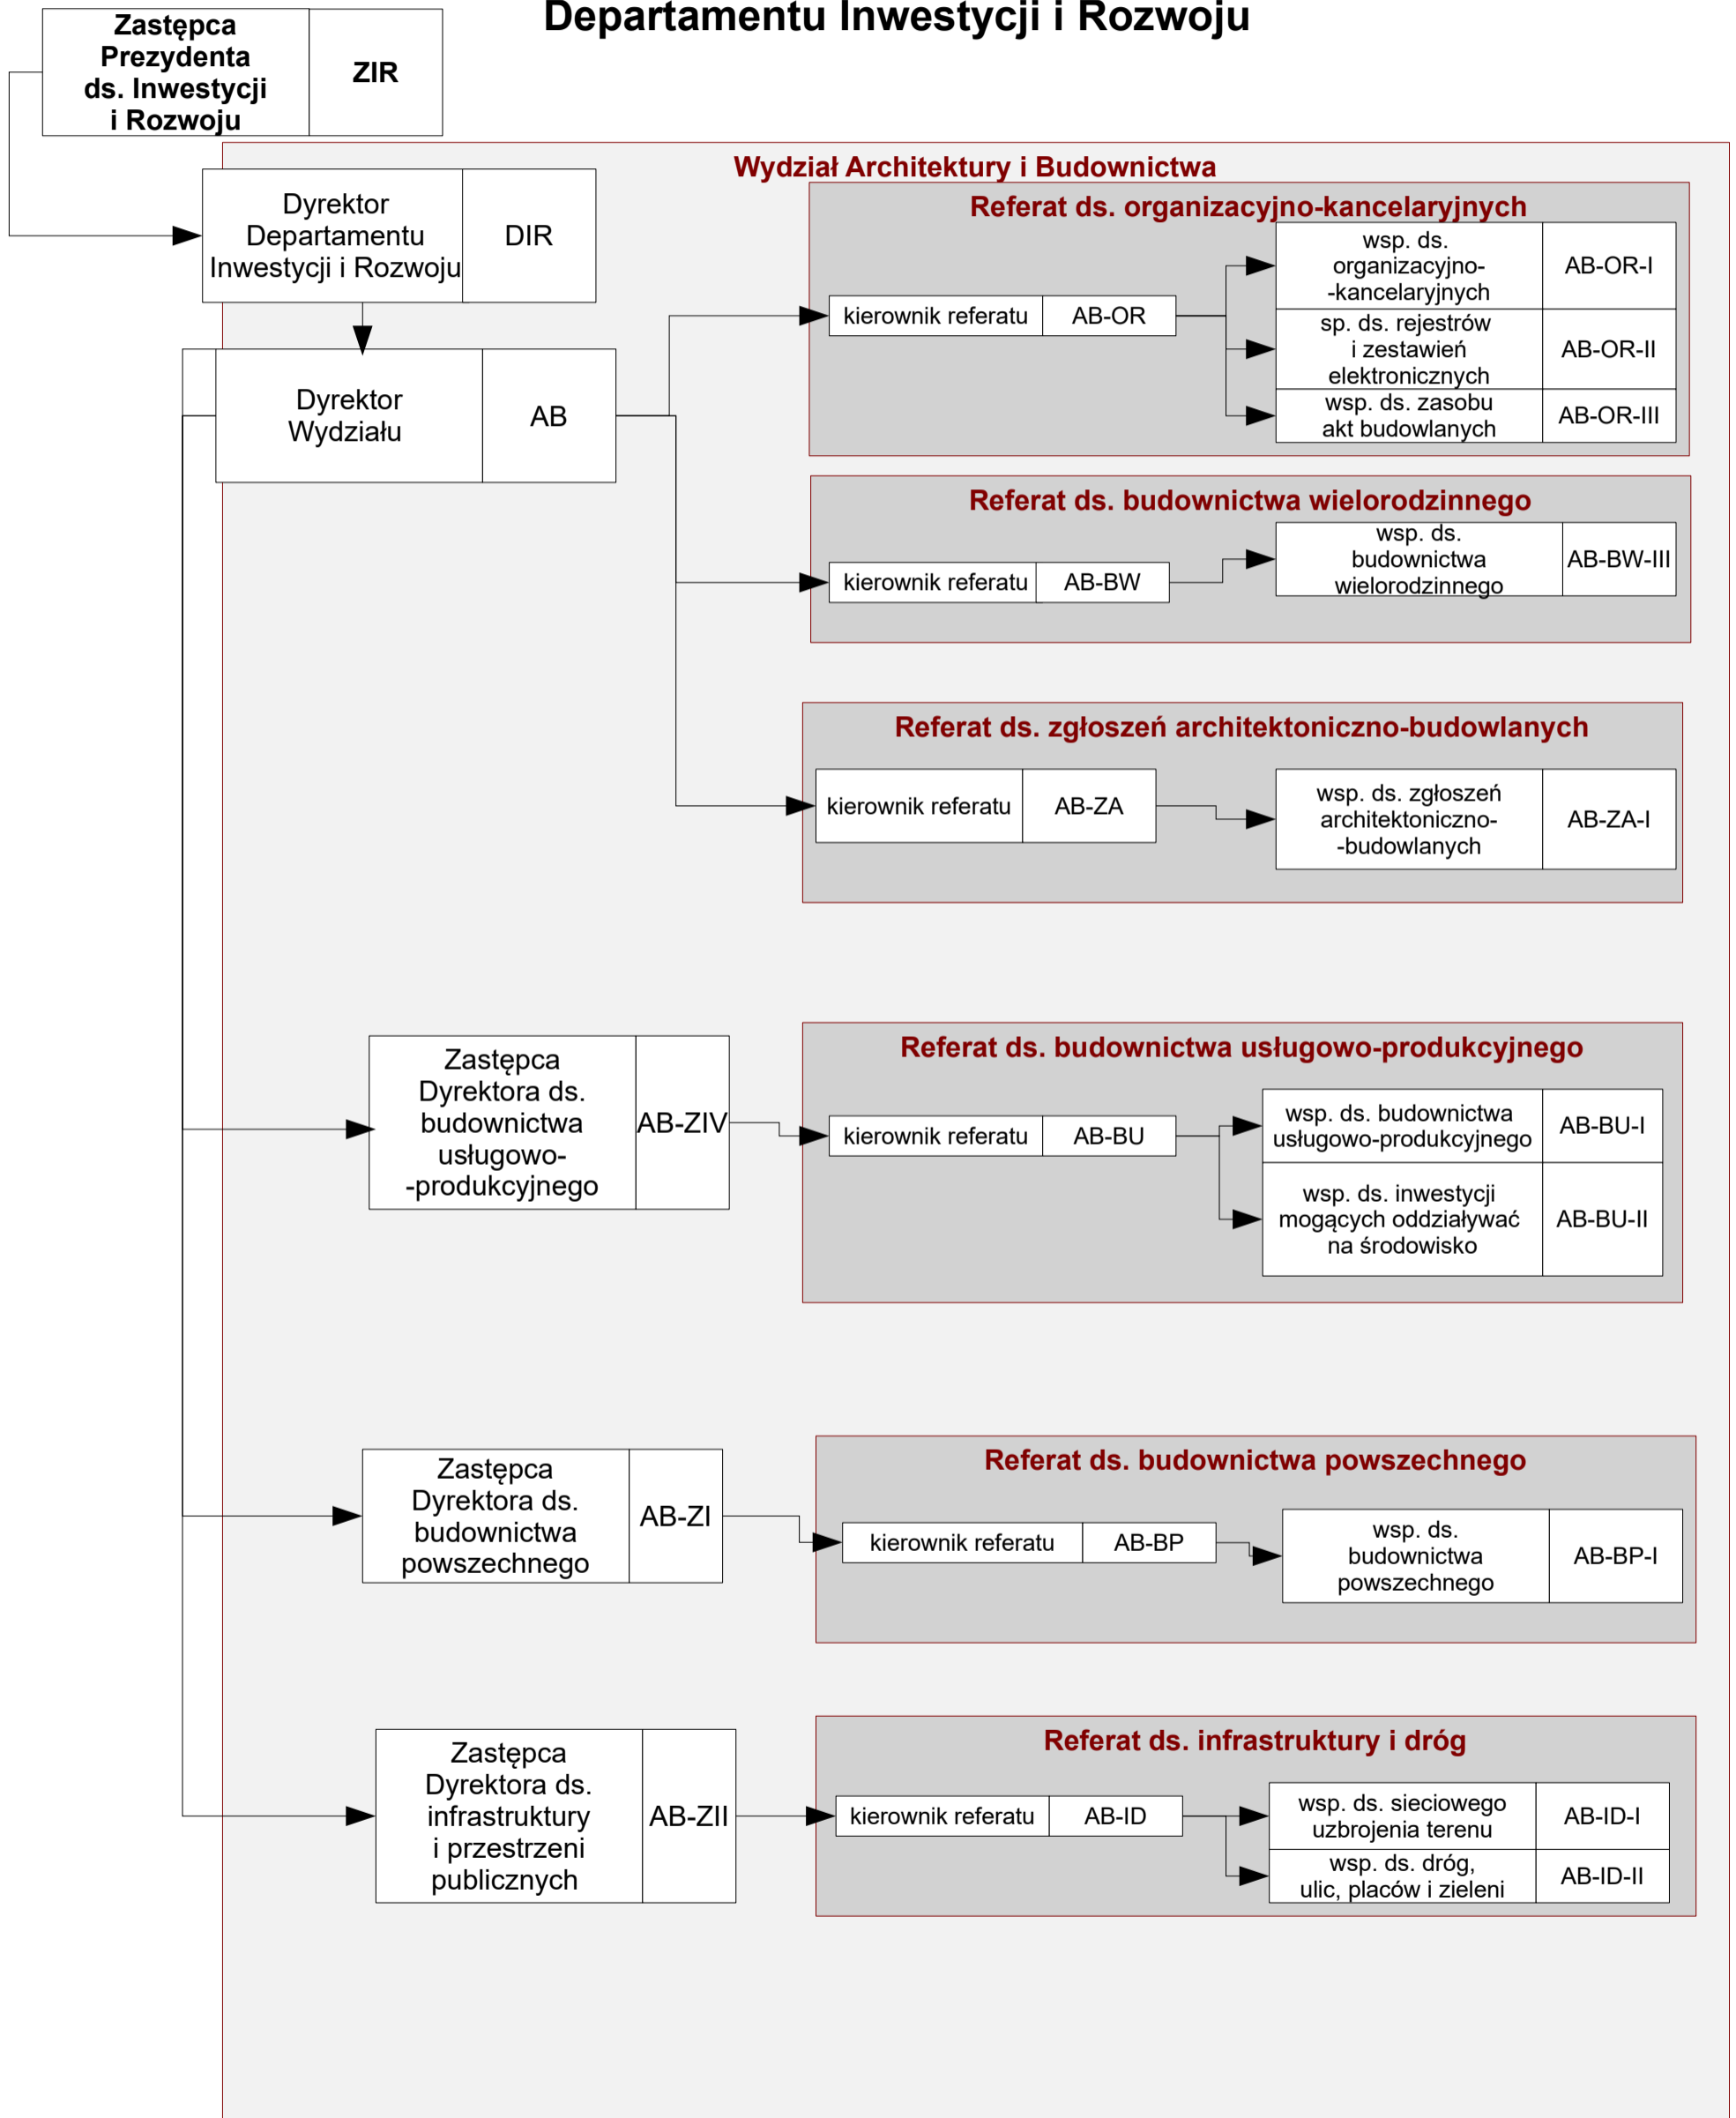 Departamentu Inwestycji i Rozwoju
Zastępca
Prezydenta
ds. Inwestycji
i Rozwoju
ZIR
Wydział Architektury i Budownictwa
Dyrektor
Departamentu
Inwestycji i Rozwoju
DIR
Dyrektor
Wydziału
AB
Referat ds. organizacyjno-kancelaryjnych
kierownik referatu
AB-OR
wsp. ds.
organizacyjno-
-kancelaryjnych
AB-OR-I
sp. ds. rejestrów
i zestawień
elektronicznych
AB-OR-II
wsp. ds. zasobu
akt budowlanych
AB-OR-III
Referat ds. budownictwa wielorodzinnego
kierownik referatu
AB-BW
wsp. ds.
budownictwa
wielorodzinnego
AB-BW-III
Referat ds. zgłoszeń architektoniczno-budowlanych
kierownik referatu
AB-ZA
wsp. ds. zgłoszeń
architektoniczno-
-budowlanych
AB-ZA-I
Zastępca
Dyrektora ds.
budownictwa
usługowo-
-produkcyjnego
AB-ZIV
Referat ds. budownictwa usługowo-produkcyjnego
kierownik referatu
AB-BU
wsp. ds. budownictwa
usługowo-produkcyjnego
AB-BU-I
wsp. ds. inwestycji
mogących oddziaływać
na środowisko
AB-BU-II
Zastępca
Dyrektora ds.
budownictwa
powszechnego
AB-ZI
Referat ds. budownictwa powszechnego
kierownik referatu
AB-BP
wsp. ds.
budownictwa
powszechnego
AB-BP-I
Zastępca
Dyrektora ds.
infrastruktury
i przestrzeni
publicznych
AB-ZII
Referat ds. infrastruktury i dróg
kierownik referatu
AB-ID
wsp. ds. sieciowego
uzbrojenia terenu
AB-ID-I
wsp. ds. dróg,
ulic, placów i zieleni
AB-ID-II